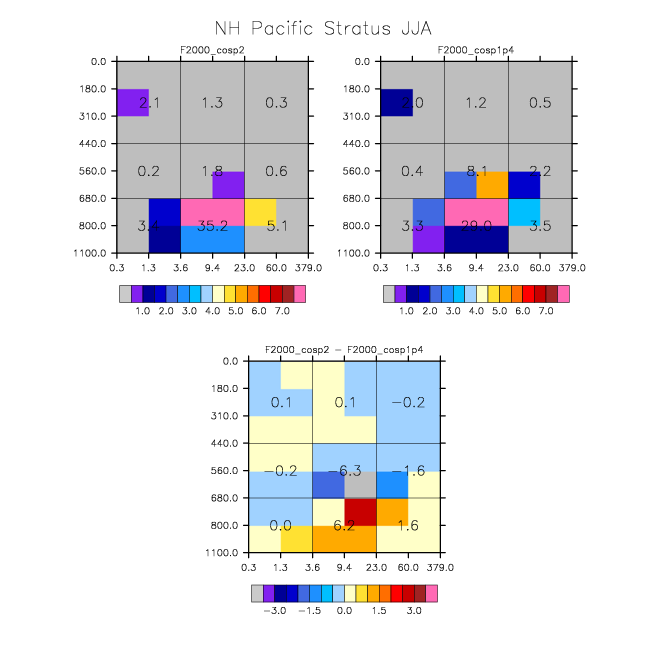 NH Pacific Stratus JJA
F2000_cosp2
0.0
180.0
310.0
440.0
560.0
680.0
800.0
1100.0
2.1 1.3 0.3
0.2 1.8 0.6
3.4 35.2 5.1
0.3 1.3 3.6 9.4 23.0 60.0 379.0
1.0 2.0 3.0 4.0 5.0 6.0 7.0
F2000_cosp1p4
0.0
180.0
310.0
440.0
560.0
680.0
800.0
1100.0
2.0 1.2 0.5
0.4 8.1 2.2
3.3 29.0 3.5
0.3 1.3 3.6 9.4 23.0 60.0 379.0
1.0 2.0 3.0 4.0 5.0 6.0 7.0
F2000_cosp2 − F2000_cosp1p4
0.0
180.0
310.0
440.0
560.0
680.0
800.0
1100.0
0.1 0.1 −0.2
−0.2 −6.3 −1.6
0.0 6.2 1.6
0.3 1.3 3.6 9.4 23.0 60.0 379.0
−3.0 −1.5 0.0 1.5 3.0